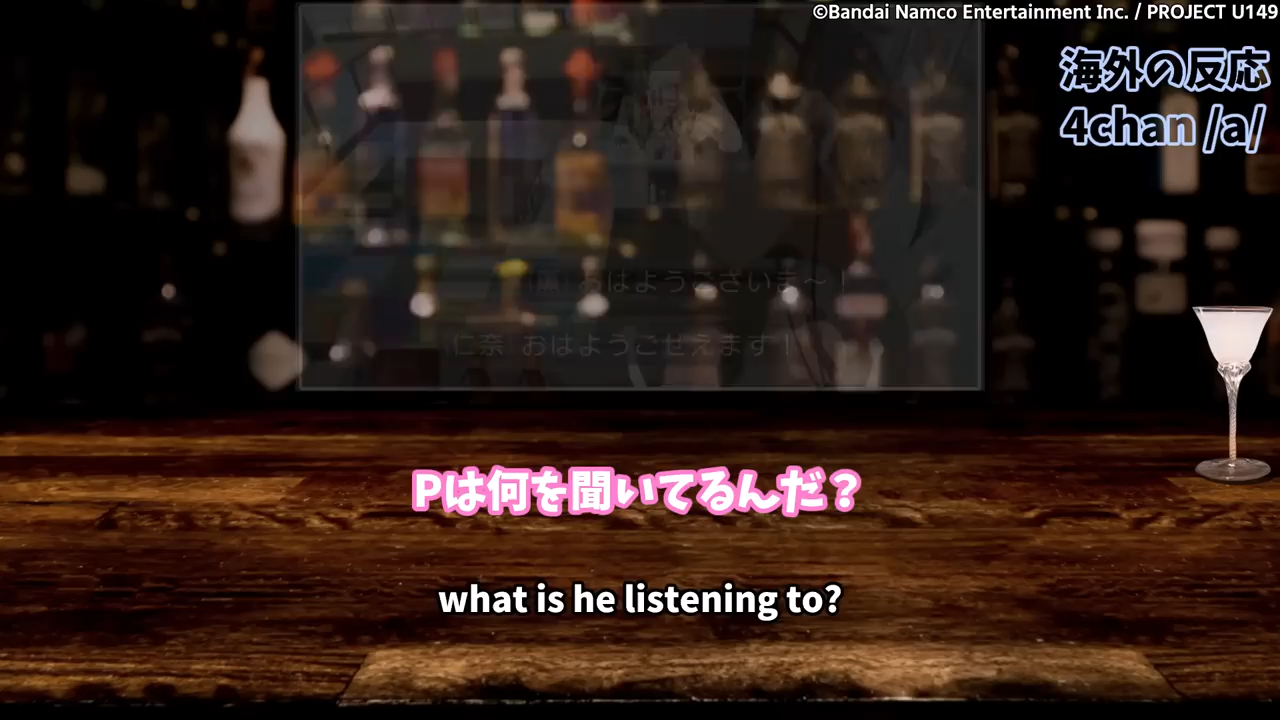 ©Bandai Namco Entertainment Inc. / PROJECT U149
海外の反応
4chan /a/
おはようございま～！
仁奈 おはようごせえます！
Pは何を聞いてるんだ？
what is he listening to?